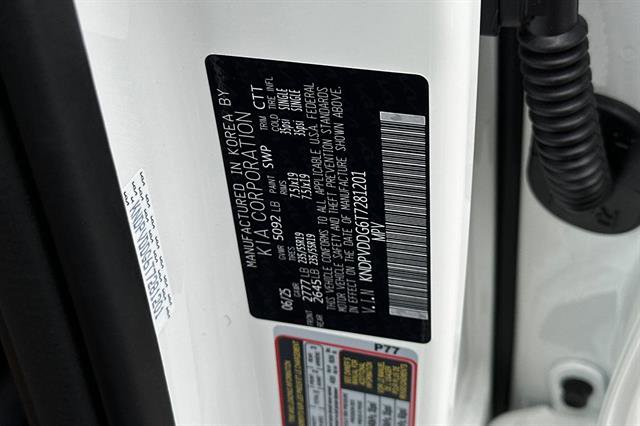 MANUFACTURED IN KOREA BY
KIA CORPORATION
06/25 GVWR 5092 LB PAINT SWP TRIM CTT
GAWR TIRES RIMS COLD TIRE INFL
FRONT 2777 LB 235/55R19 7.5Jx19 35psi SINGLE
REAR 2645 LB 235/55R19 7.5Jx19 35psi SINGLE
THIS VEHICLE CONFORMS TO ALL APPLICABLE U.S.A. FEDERAL
MOTOR VEHICLE SAFETY AND THEFT PREVENTION STANDARDS
IN EFFECT ON THE DATE OF MANUFACTURE SHOWN ABOVE.
V.I.N KNDPVDDG6T7281201
MPV
P77